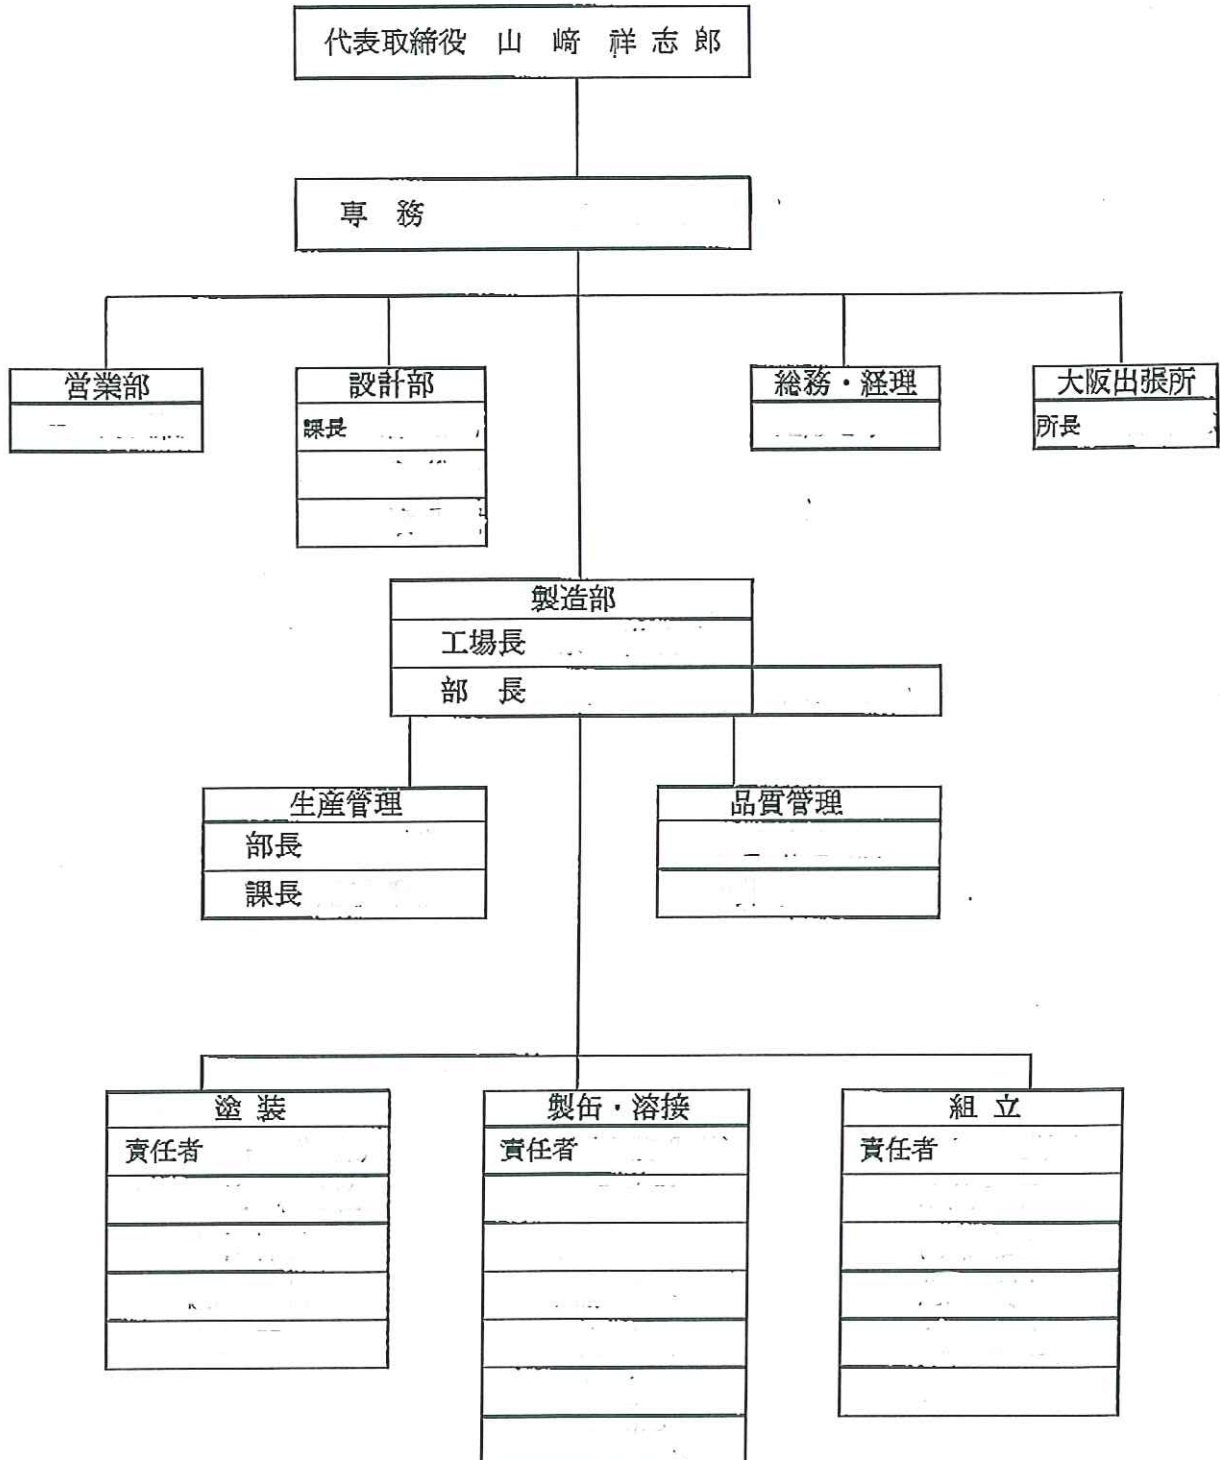 代表取締役 山 﨑 祥 志 郎
専 務
営業部
設計部
課長
総務・経理
大阪出張所
所長
製造部
工場長
部 長
生産管理
部長
課長
品質管理
塗 装
責任者
製缶・溶接
責任者
組 立
責任者